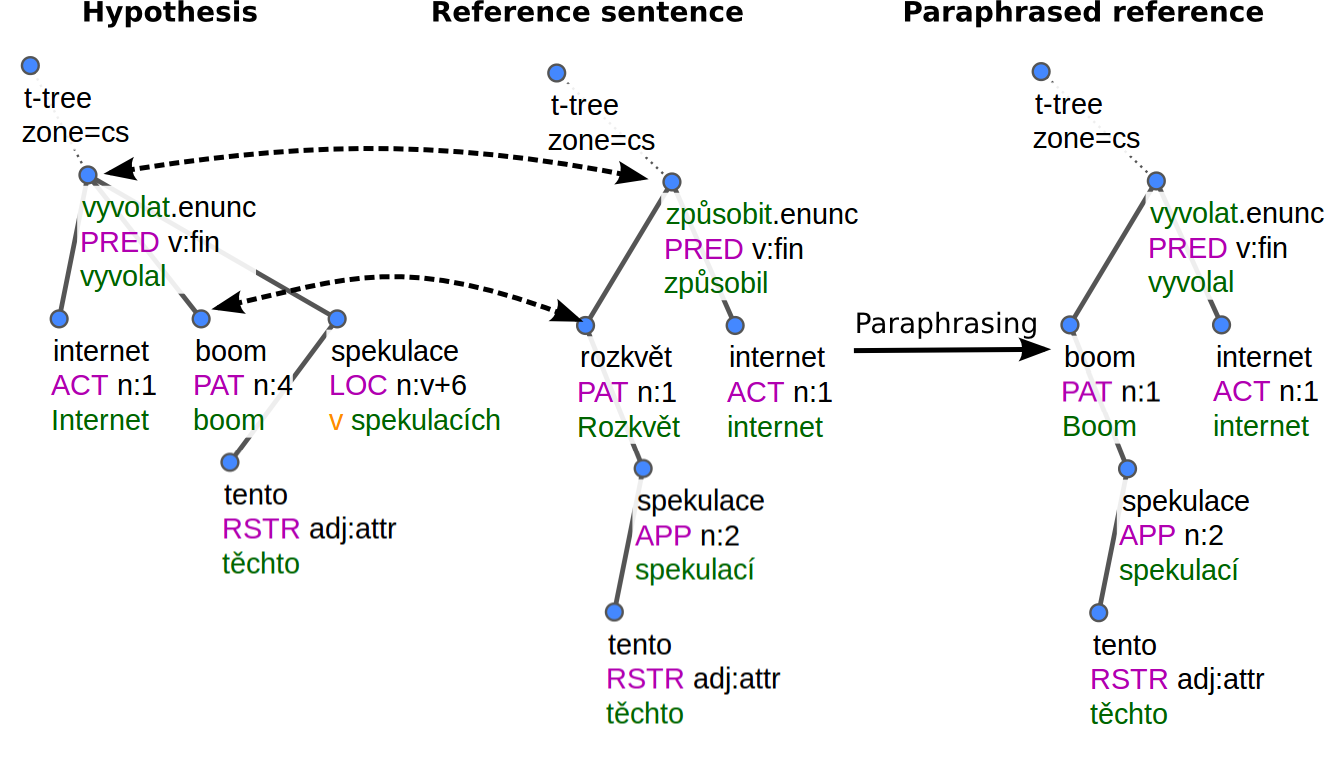 Hypothesis
t-tree
zone=cs
vyvolat.enunc
PRED v:fin
vyvolal
internet
ACT n:1
Internet
boom
PAT n:4
boom
spekulace
LOC n:v+6
v spekulacích
tento
RSTR adj:attr
těchto
Reference sentence
t-tree
zone=cs
způsobit.enunc
PRED v:fin
způsobil
rozkvět
PAT n:1
Rozkvět
internet
ACT n:1
internet
spekulace
APP n:2
spekulací
tento
RSTR adj:attr
těchto
Paraphrasing
Paraphrased reference
t-tree
zone=cs
vyvolat.enunc
PRED v:fin
vyvolal
boom
PAT n:1
Boom
internet
ACT n:1
internet
spekulace
APP n:2
spekulací
tento
RSTR adj:attr
těchto